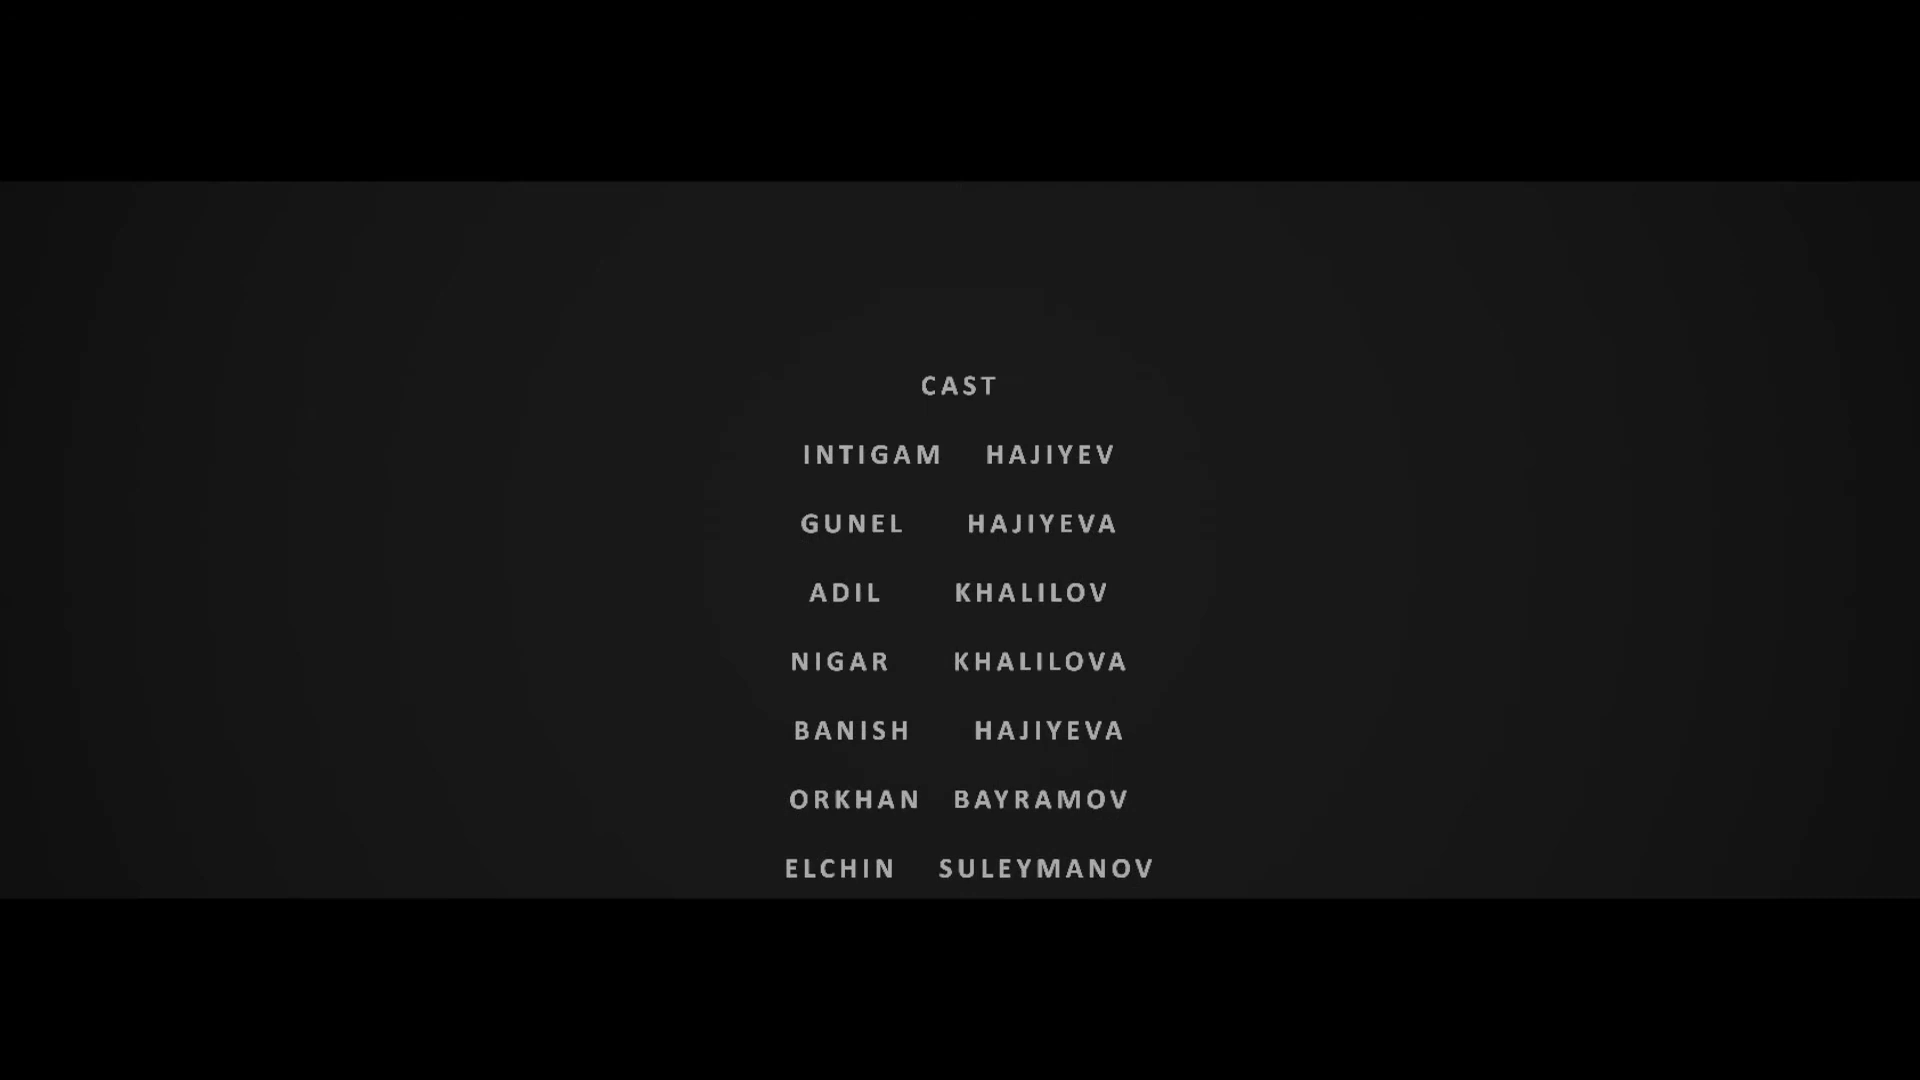 CAST
INTIGAM HAJIYEV
GUNEL HAJIYEVA
ADIL KHALILOV
NIGAR KHALILOVA
BANISH HAJIYEVA
ORKHAN BAYRAMOV
ELCHIN SULEYMANOV